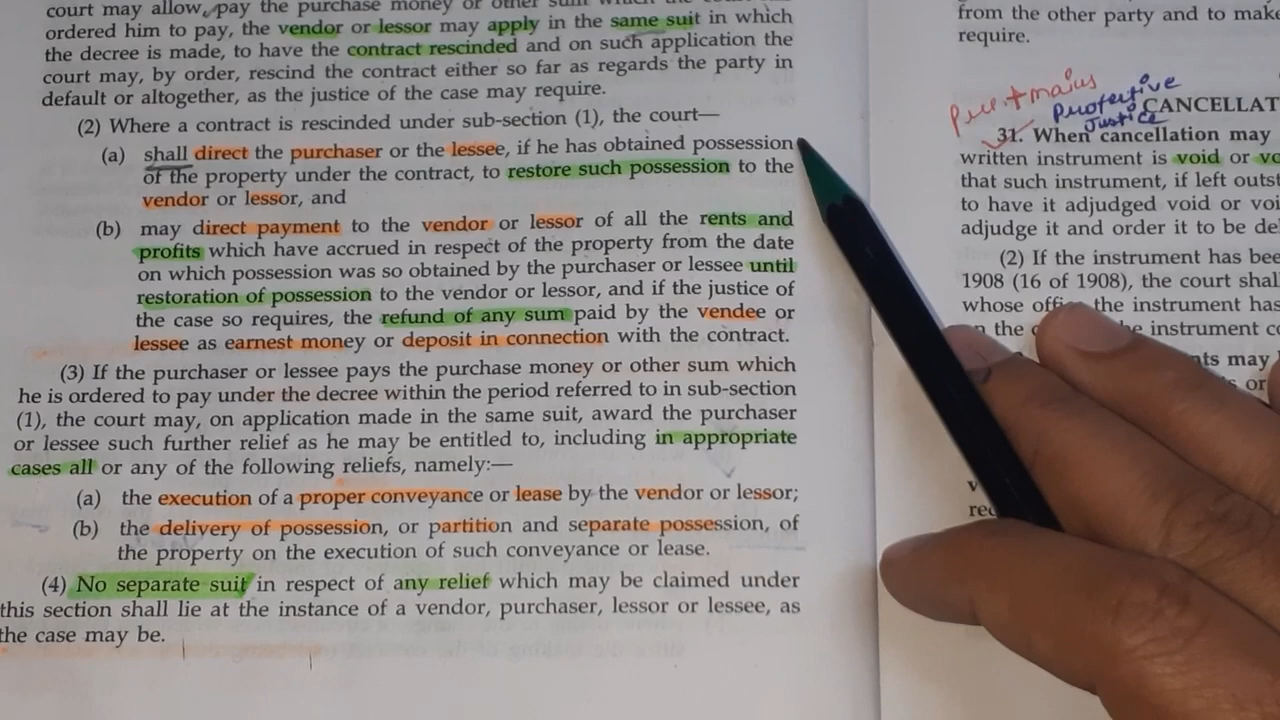 court may allow, pay the purchase money or other sum which the court
ordered him to pay, the vendor or lessor may apply in the same suit in which
the decree is made, to have the contract rescinded and on such application the
court may, by order, rescind the contract either so far as regards the party in
default or altogether, as the justice of the case may require.
(2) Where a contract is rescinded under sub-section (1), the court—
(a) shall direct the purchaser or the lessee, if he has obtained possession
of the property under the contract, to restore such possession to the
vendor or lessor, and
(b) may direct payment to the vendor or lessor of all the rents and
profits which have accrued in respect of the property from the date
on which possession was so obtained by the purchaser or lessee until
restoration of possession to the vendor or lessor, and if the justice of
the case so requires, the refund of any sum paid by the vendee or
lessee as earnest money or deposit in connection with the contract.
(3) If the purchaser or lessee pays the purchase money or other sum which
he is ordered to pay under the decree within the period referred to in sub-section
(1), the court may, on application made in the same suit, award the purchaser
or lessee such further relief as he may be entitled to, including in appropriate
cases all or any of the following reliefs, namely:—
(a) the execution of a proper conveyance or lease by the vendor or lessor;
(b) the delivery of possession, or partition and separate possession, of
the property on the execution of such conveyance or lease.
(4) No separate suit in respect of any relief which may be claimed under
this section shall lie at the instance of a vendor, purchaser, lessor or lessee, as
the case may be.
from the other party and to make
require.
Pre + mains
Protective
Justice
CANCELLAT
31. When cancellation may
written instrument is void or vo
that such instrument, if left outst
to have it adjudged void or voi
adjudge it and order it to be de
(2) If the instrument has bee
1908 (16 of 1908), the court shal
whose offi the instrument has
the instrument c
may
or